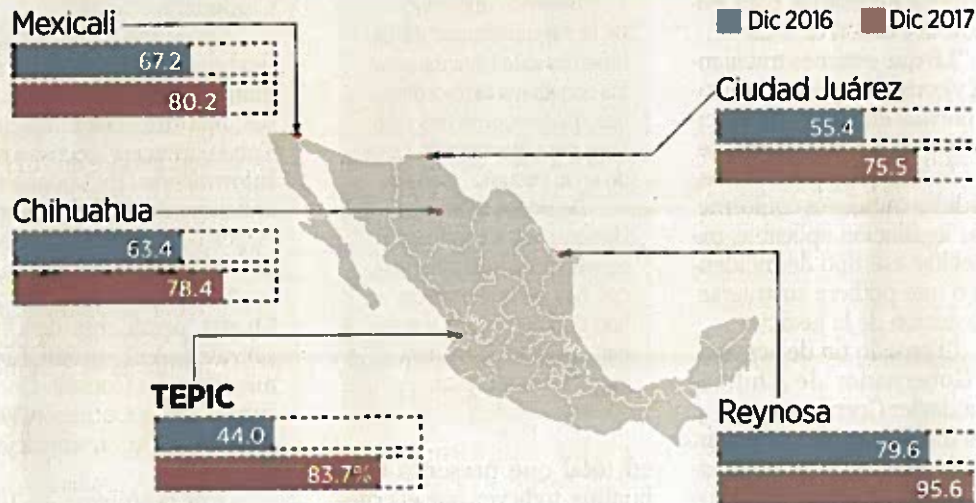 Mexicali
67.2
80.2
Dic 2016
Dic 2017
Ciudad Juárez
55.4
75.5
Chihuahua
63.4
78.4
TEPIC
44.0
83.7%
Reynosa
79.6
95.6